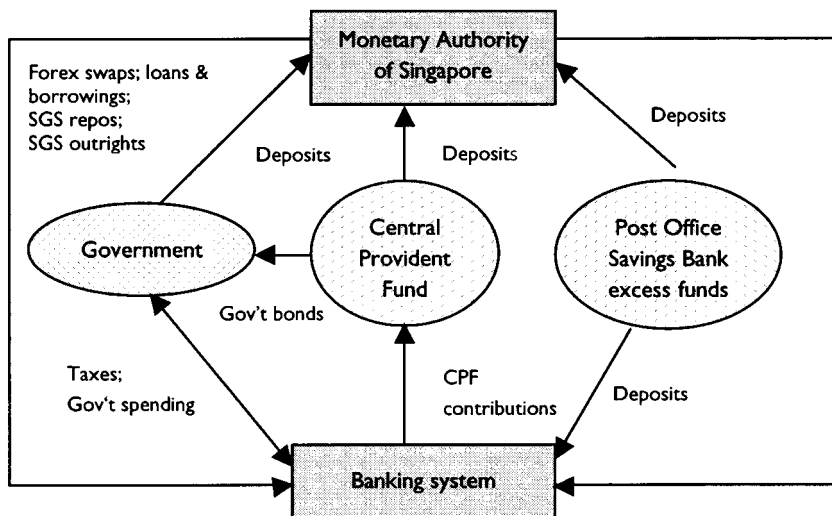 Monetary Authority
of Singapore
Forex swaps; loans &
borrowings;
SGS repos;
SGS outrights
Deposits
Deposits
Deposits
Government
Central
Provident
Fund
Post Office
Savings Bank
excess funds
Gov't bonds
Taxes;
Gov't spending
CPF
contributions
Deposits
Banking system